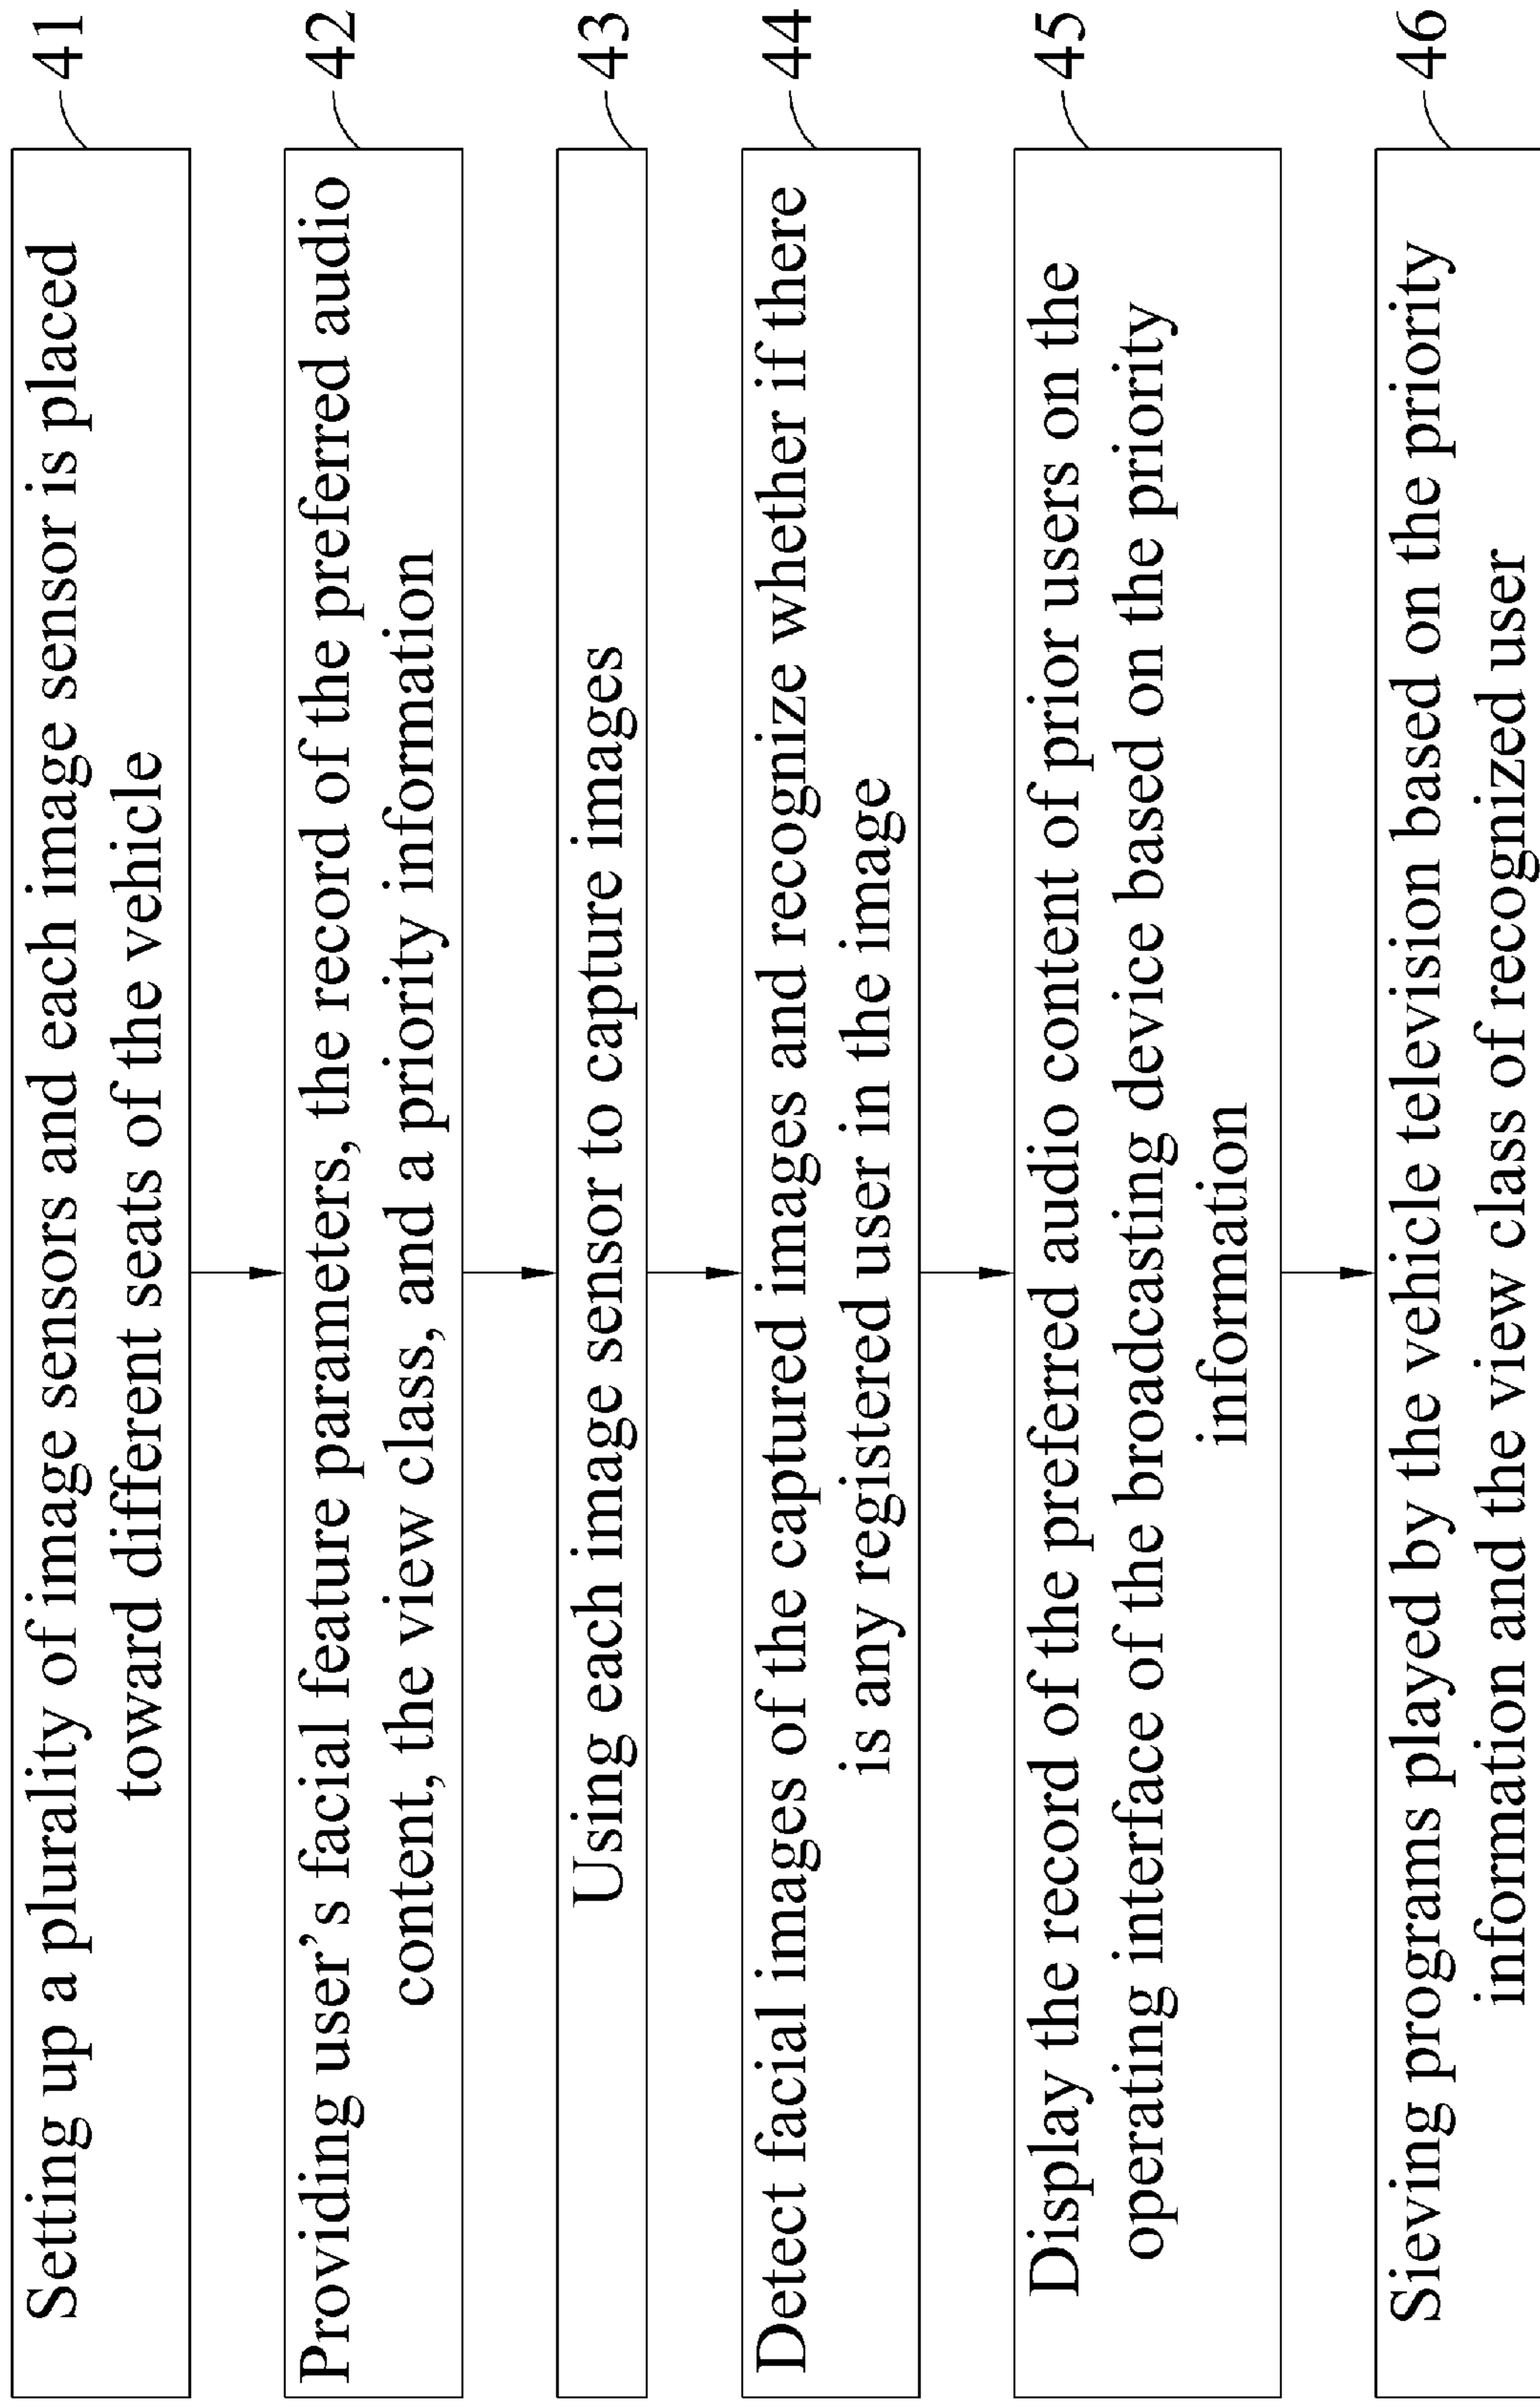 Setting up a plurality of image sensors and each image sensor is placed
toward different seats of the vehicle
41
Providing user's facial feature parameters, the record of the preferred audio
content, the view class, and a priority information
42
Using each image sensor to capture images
43
Detect facial images of the captured images and recognize whether if there
is any registered user in the image
44
Display the record of the preferred audio content of prior users on the
operating interface of the broadcasting device based on the priority
information
45
Sieving programs played by the vehicle television based on the priority
information and the view class of recognized user
46